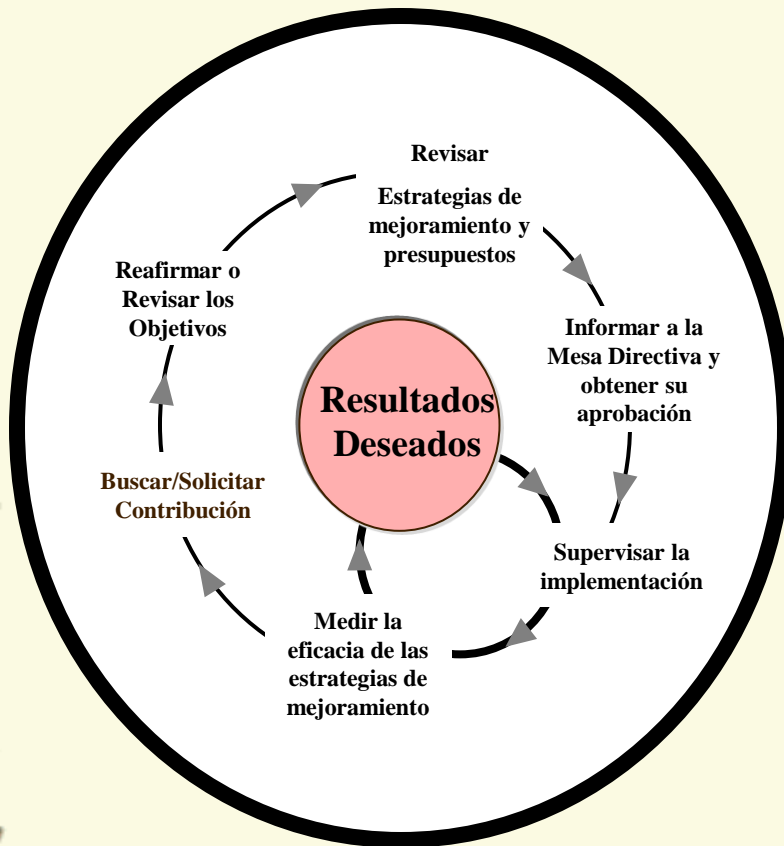 Revisar
Estrategias de
mejoramiento y
presupuestos
Informar a la
Mesa Directiva y
obtener su
aprobación
Supervisar la
implementación
Medir la
eficacia de las
estrategias de
mejoramiento
Buscar/Solicitar
Contribución
Reafirmar o
Revisar los
Objetivos
Resultados
Deseados